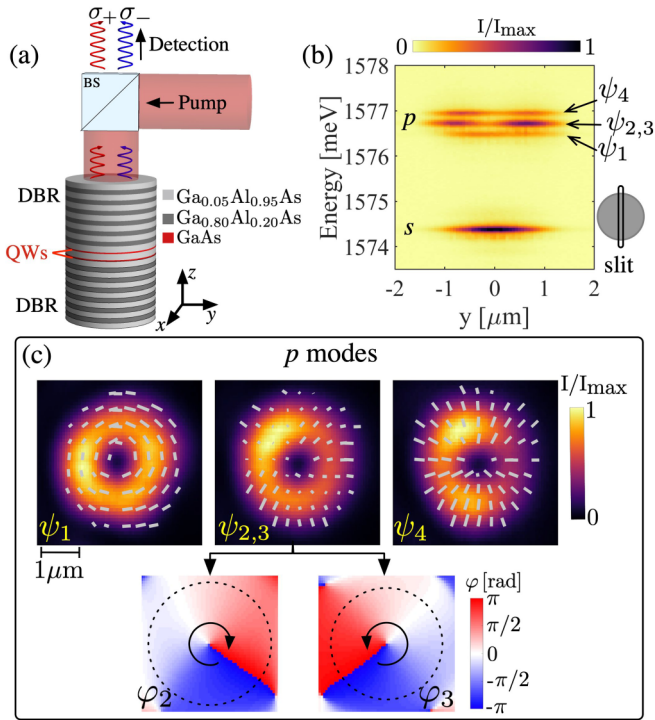 (a)
σ₊ σ₋
Detection
BS
Pump
DBR
QWs
DBR
Ga₀.₀₅Al₀.₉₅As
Ga₀.₈₀Al₀.₂₀As
GaAs
z
x
y
(b)
I/Imax
0
1
Energy [meV]
1578
1577
1576
1575
1574
p
s
ψ₄
ψ₂,₃
ψ₁
slit
-2
-1
0
1
2
y [μm]
(c)
p modes
ψ₁
ψ₂,₃
ψ₄
I/Imax
1
0
1μm
φ₂
φ₃
φ [rad]
π
π/2
0
-π/2
-π